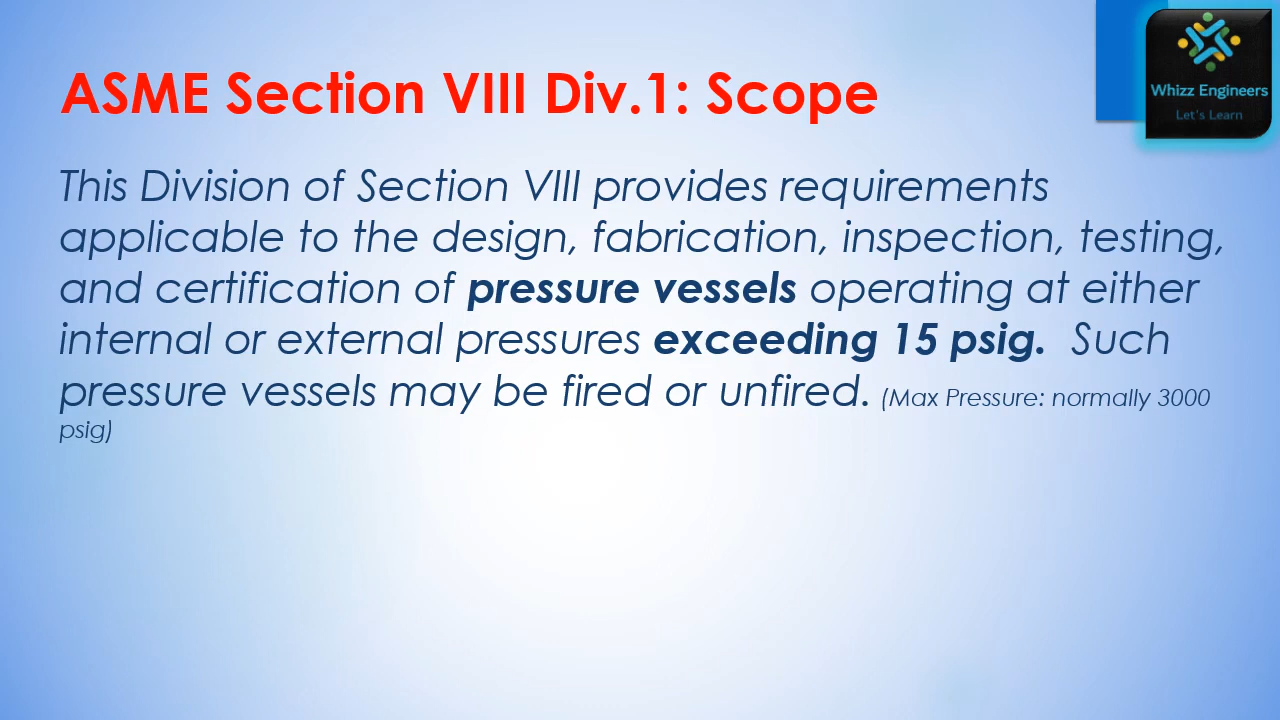 Whizz Engineers
Let's Learn
ASME Section VIII Div.1: Scope
This Division of Section VIII provides requirements
applicable to the design, fabrication, inspection, testing,
and certification of pressure vessels operating at either
internal or external pressures exceeding 15 psig. Such
pressure vessels may be fired or unfired. (Max Pressure: normally 3000
psig)